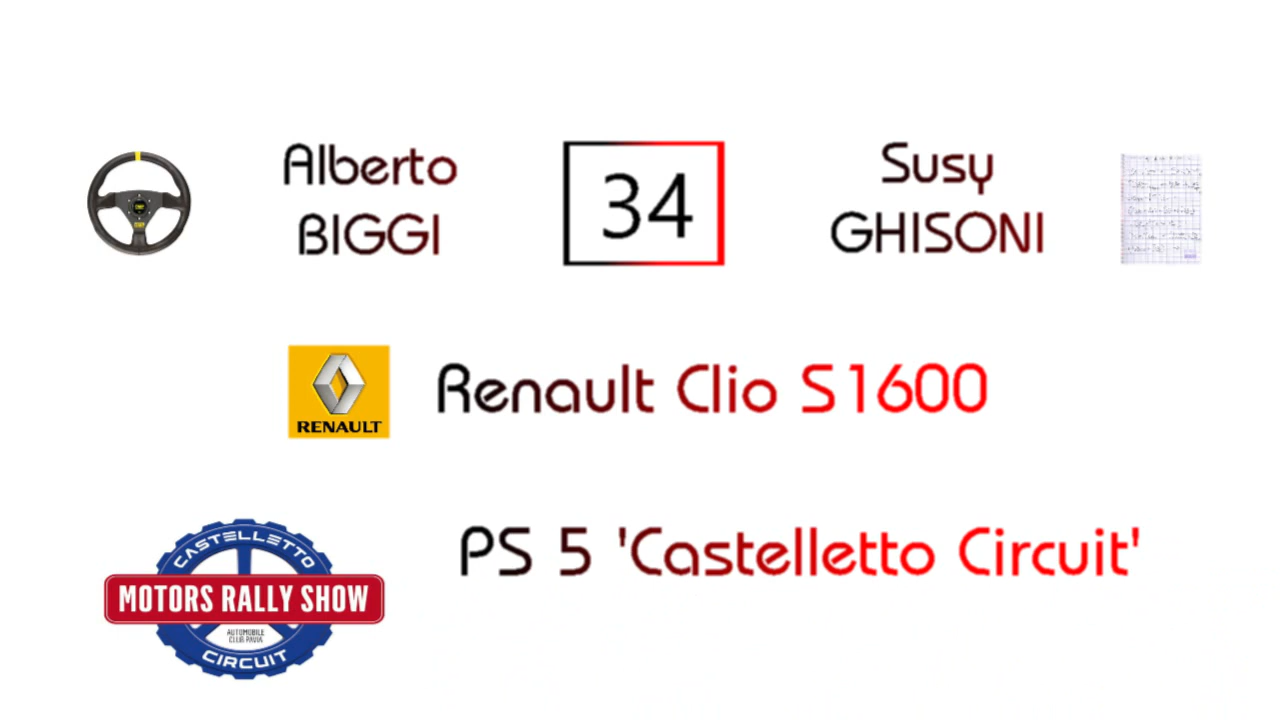 Alberto
BIGGI
34
Susy
GHISONI
RENAULT
Renault Clio S1600
PS 5 'Castelletto Circuit'
CASTELLETTO
MOTORS RALLY SHOW
AUTOMOBILE
CLUB PAVIA
CIRCUIT